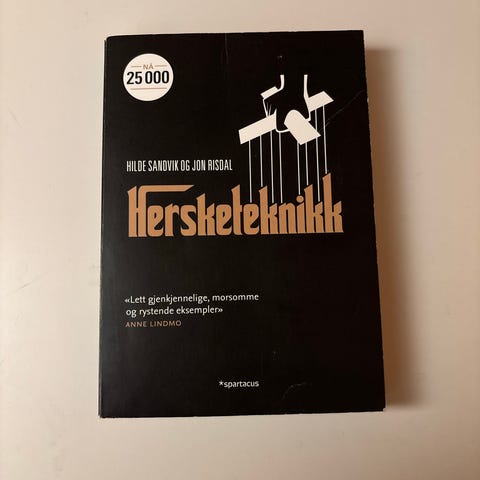 NÅ
25 000
HILDE SANDVIK OG JON RISDAL
Hersketeknikk
«Lett gjenkjennelige, morsomme
og rystende eksempler»
ANNE LINDMO
*spartacus